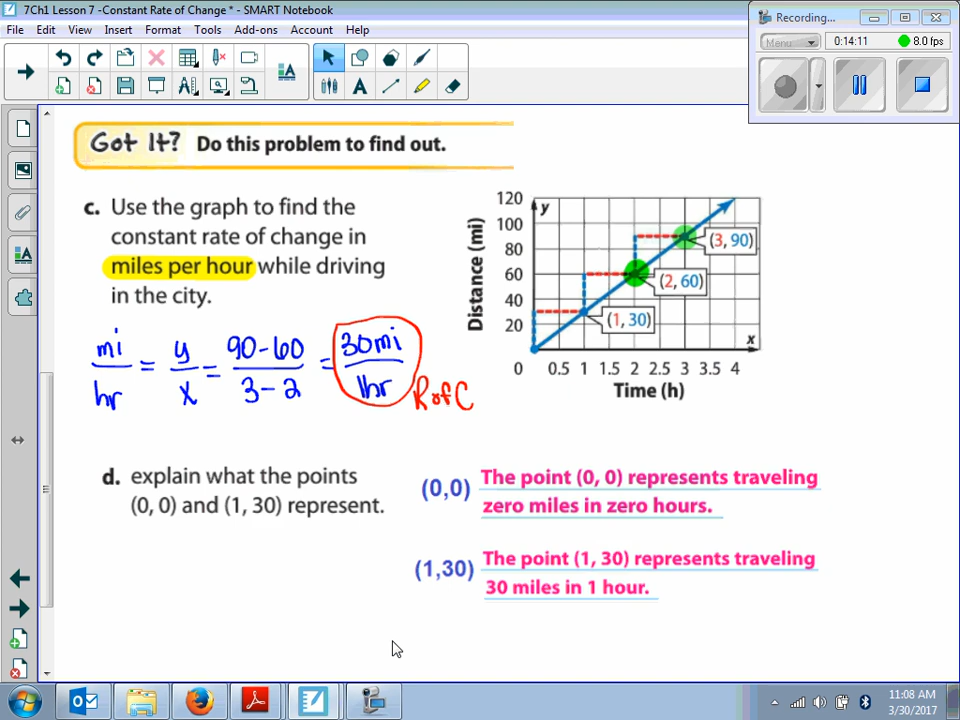 7Ch1 Lesson 7 -Constant Rate of Change * - SMART Notebook
File Edit View Insert Format Tools Add-ons Account Help
Recording...
Menu 0:14:11 8.0 fps
Got It? Do this problem to find out.
c. Use the graph to find the
constant rate of change in
miles per hour while driving
in the city.
mi/hr = y/x = 90-60/3-2 = 30mi/1hr
R of C
Distance (mi)
120
100
80
60
40
20
0 0.5 1 1.5 2 2.5 3 3.5 4
y
x
(3, 90)
(2, 60)
(1, 30)
Time (h)
d. explain what the points
(0, 0) and (1, 30) represent.
(0,0) The point (0, 0) represents traveling
zero miles in zero hours.
(1,30) The point (1, 30) represents traveling
30 miles in 1 hour.
11:08 AM
3/30/2017